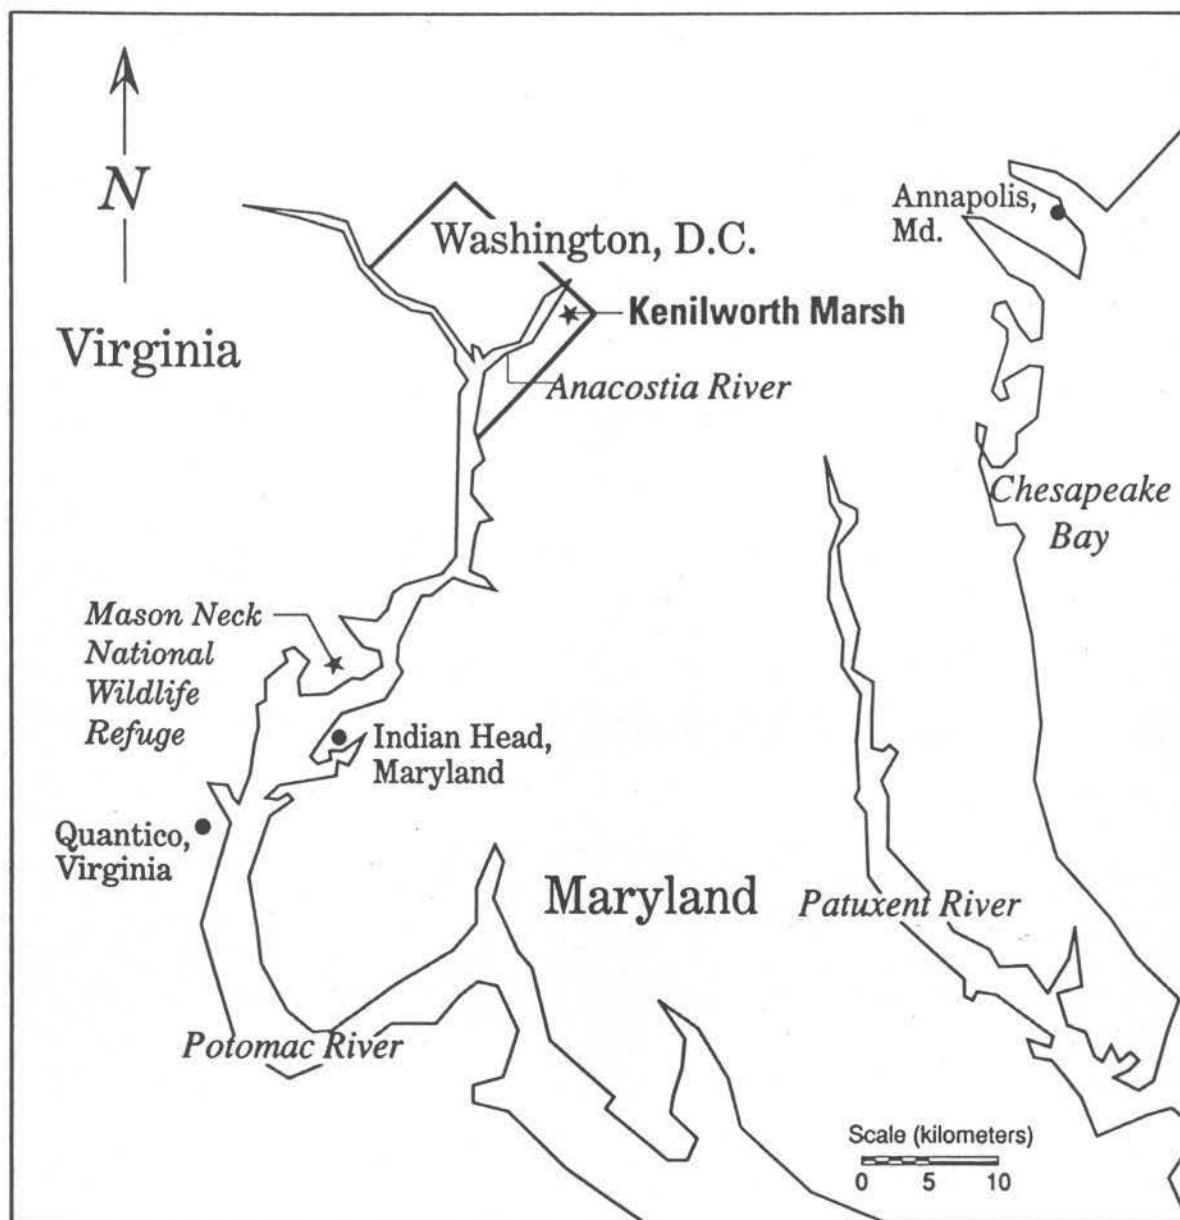 N
Washington, D.C.
Annapolis,
Md.
Kenilworth Marsh
Virginia
Anacostia River
Chesapeake
Bay
Mason Neck
National
Wildlife
Refuge
Indian Head,
Maryland
Quantico,
Virginia
Maryland
Patuxent River
Potomac River
Scale (kilometers)
0 5 10